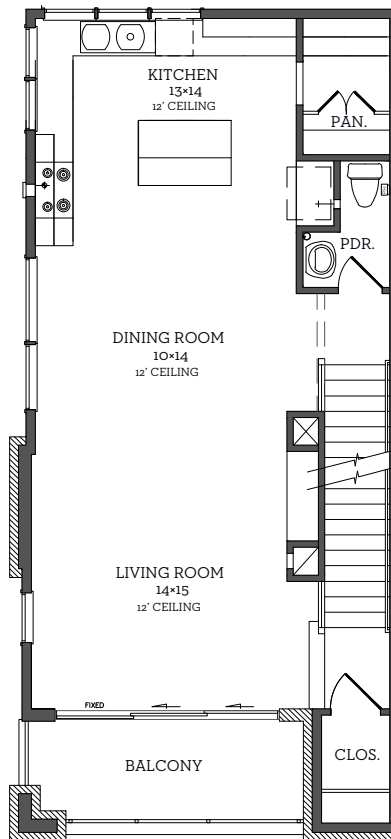 KITCHEN
13×14
12' CEILING
PAN.
PDR.
DINING ROOM
10×14
12' CEILING
LIVING ROOM
14×15
12' CEILING
FIXED
BALCONY
CLOS.